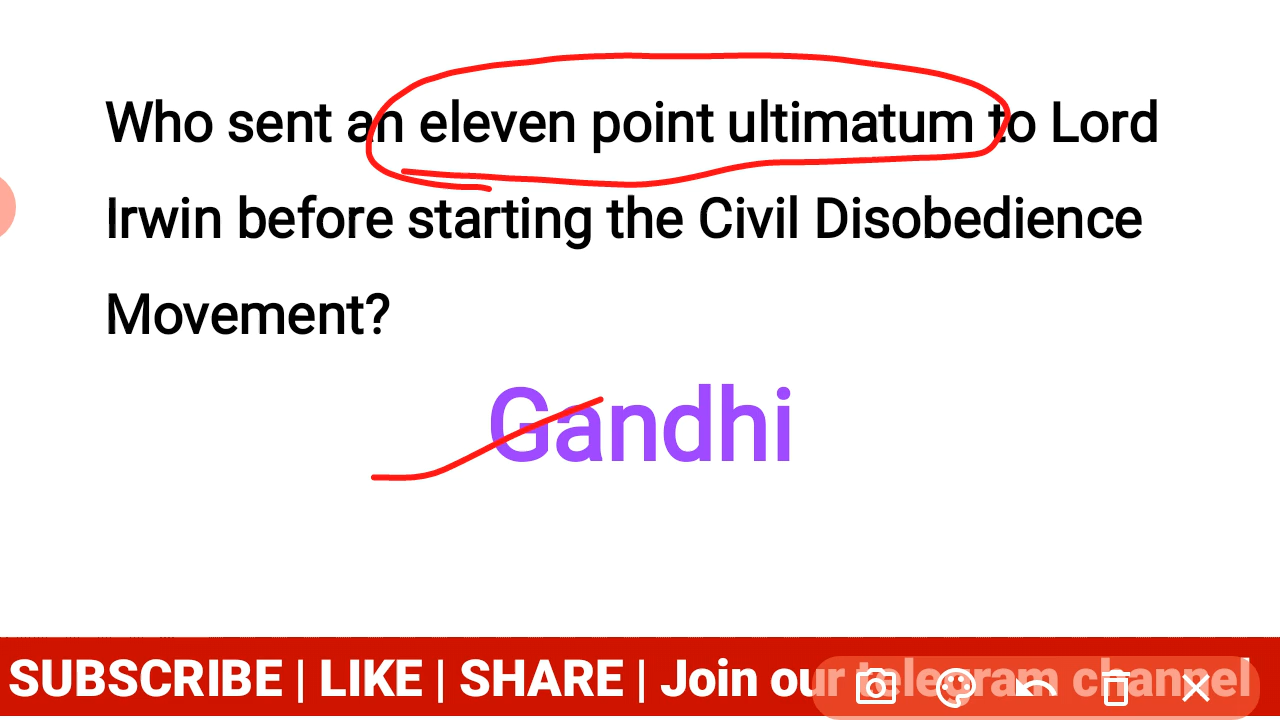 Who sent an eleven point ultimatum to Lord
Irwin before starting the Civil Disobedience
Movement?
Gandhi
SUBSCRIBE | LIKE | SHARE | Join our telegram channel